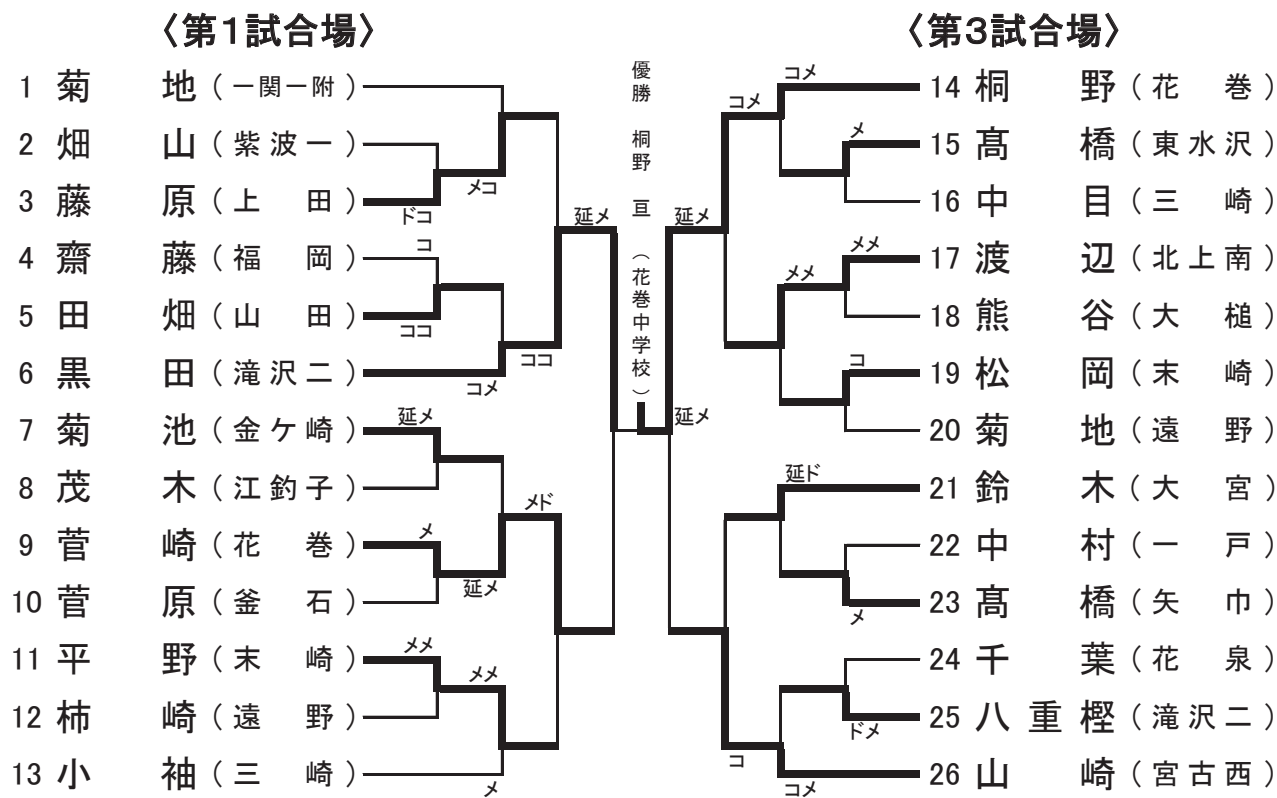 〈第1試合場〉
1 菊地(一関一附)
2 畑山(紫波一)
3 藤原(上田)
4 齋藤(福岡)
5 田畑(山田)
6 黒田(滝沢二)
7 菊池(金ケ崎)
8 茂木(江釣子)
9 菅崎(花巻)
10 菅原(釜石)
11 平野(末崎)
12 柿崎(遠野)
13 小袖(三崎)
メコ
ドコ
コ
ココ
コメ
ココ
延メ
延メ
メ
延メ
メド
メメ
メメ
メ
優勝 桐野 亘 (花巻中学校)
〈第3試合場〉
14 桐野(花巻)
15 髙橋(東水沢)
16 中目(三崎)
17 渡辺(北上南)
18 熊谷(大槌)
19 松岡(末崎)
20 菊地(遠野)
21 鈴木(大宮)
22 中村(一戸)
23 髙橋(矢巾)
24 千葉(花泉)
25 八重樫(滝沢二)
26 山崎(宮古西)
コメ
コメ
メ
延メ
メメ
メメ
コ
延メ
延ド
メ
ドメ
コ
コメ